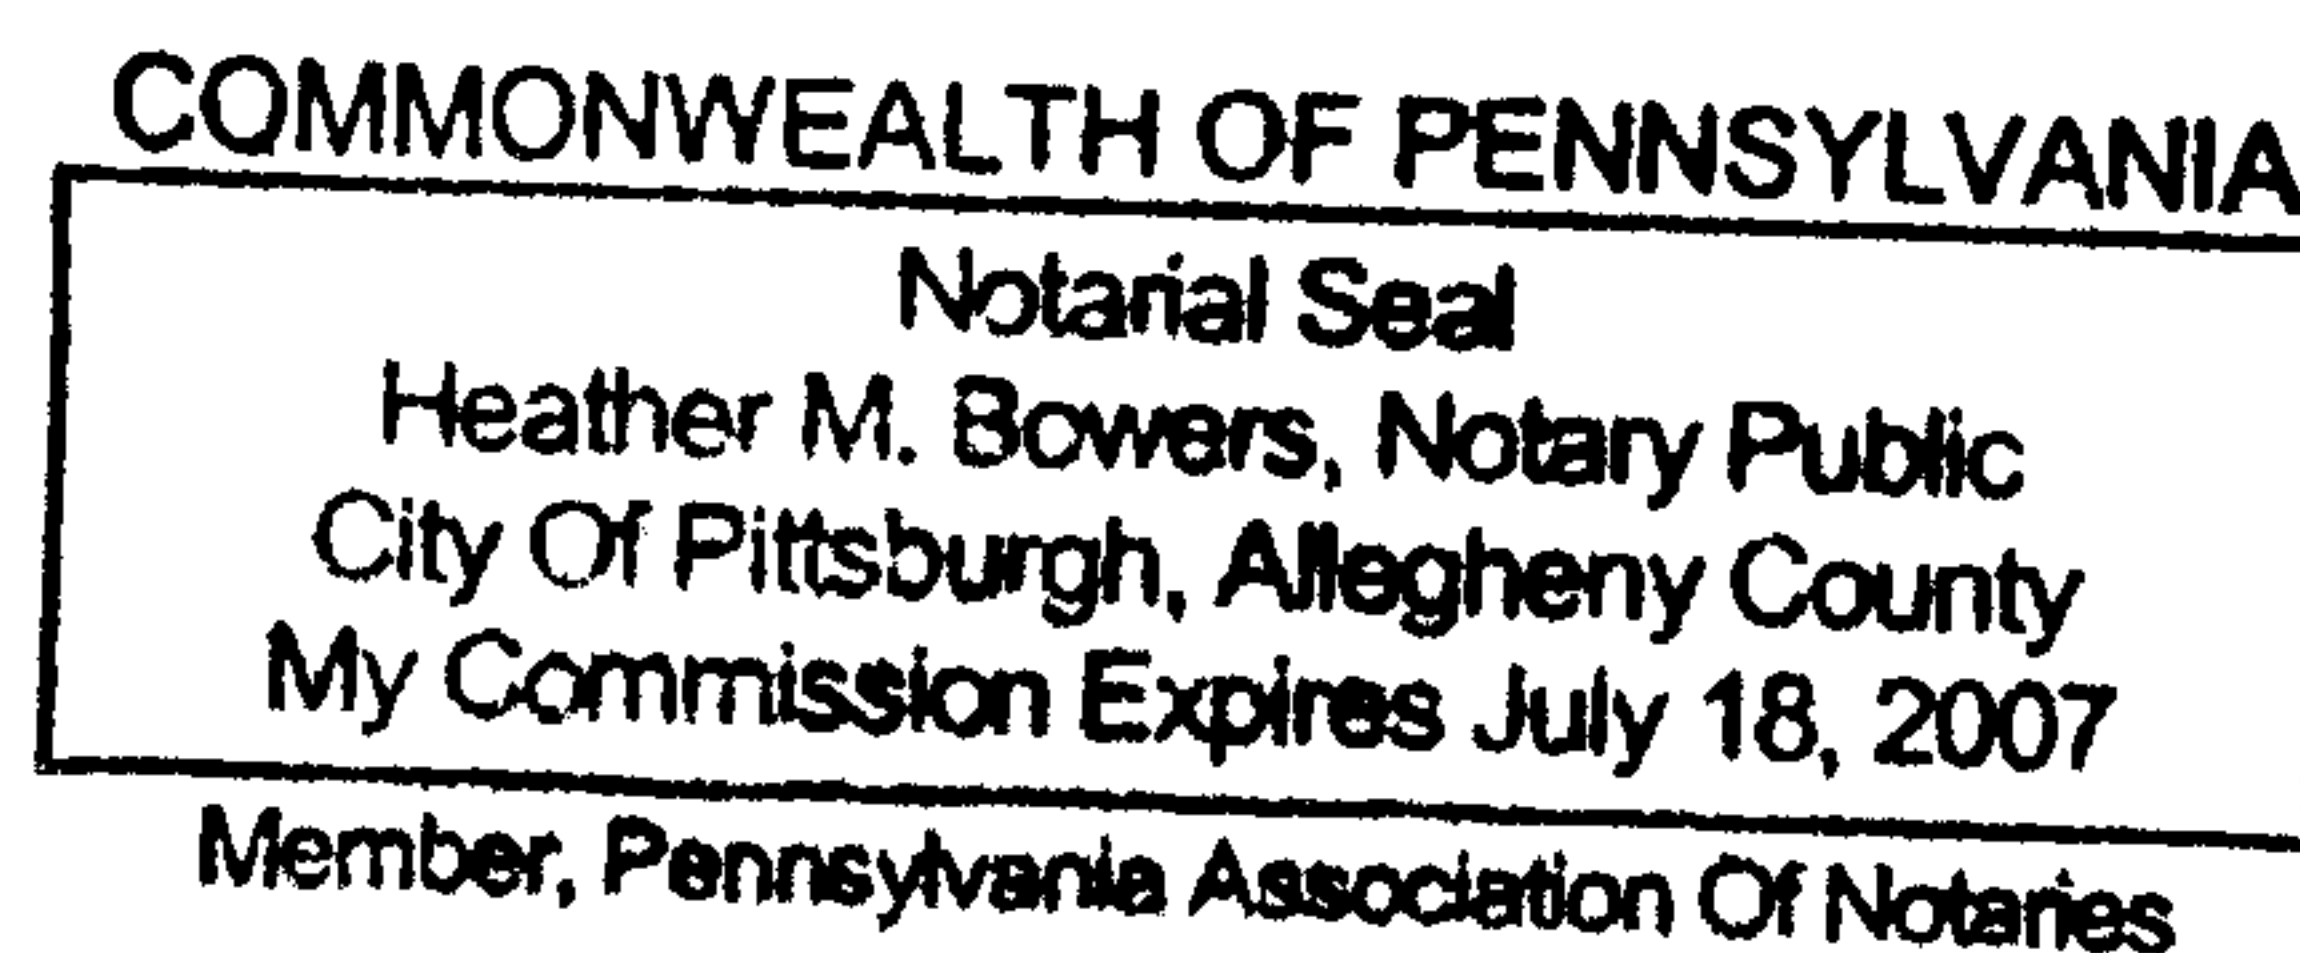 COMMONWEALTH OF PENNSYLVANIA
Notarial Seal
Heather M. Bowers, Notary Public
City Of Pittsburgh, Allegheny County
My Commission Expires July 18, 2007
Member, Pennsylvania Association Of Notaries